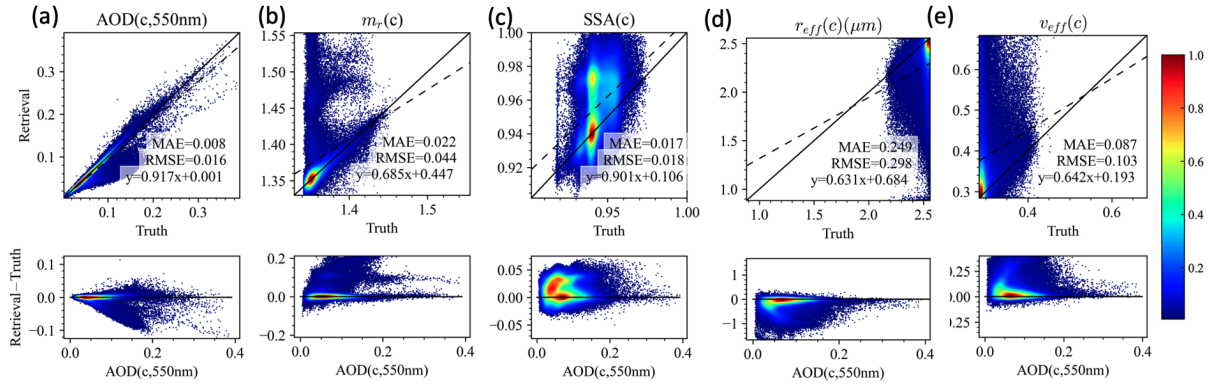 (a)
AOD(c,550nm)
(b)
m_r(c)
(c)
SSA(c)
(d)
r_eff(c)(μm)
(e)
v_eff(c)
Retrieval
0.3
0.2
0.1
MAE=0.008
RMSE=0.016
y=0.917x+0.001
0.1 0.2 0.3
Truth
1.55
1.50
1.45
1.40
1.35
MAE=0.022
RMSE=0.044
y=0.685x+0.447
1.4 1.5
Truth
1.00
0.98
0.96
0.94
0.92
MAE=0.017
RMSE=0.018
y=0.901x+0.106
0.95 1.00
Truth
2.5
2.0
1.5
1.0
MAE=0.249
RMSE=0.298
y=0.631x+0.684
1.0 1.5 2.0 2.5
Truth
0.6
0.5
0.4
0.3
MAE=0.087
RMSE=0.103
y=0.642x+0.193
0.4 0.6
Truth
1.0
0.8
0.6
0.4
0.2
Retrieval−Truth
0.1
0.0
−0.1
0.0 0.2 0.4
AOD(c,550nm)
0.2
0.0
−0.2
0.0 0.2 0.4
AOD(c,550nm)
0.05
0.00
−0.05
0.0 0.2 0.4
AOD(c,550nm)
1
0
−1
0.0 0.2 0.4
AOD(c,550nm)
).25
).00
).25
0.0 0.2 0.4
AOD(c,550nm)